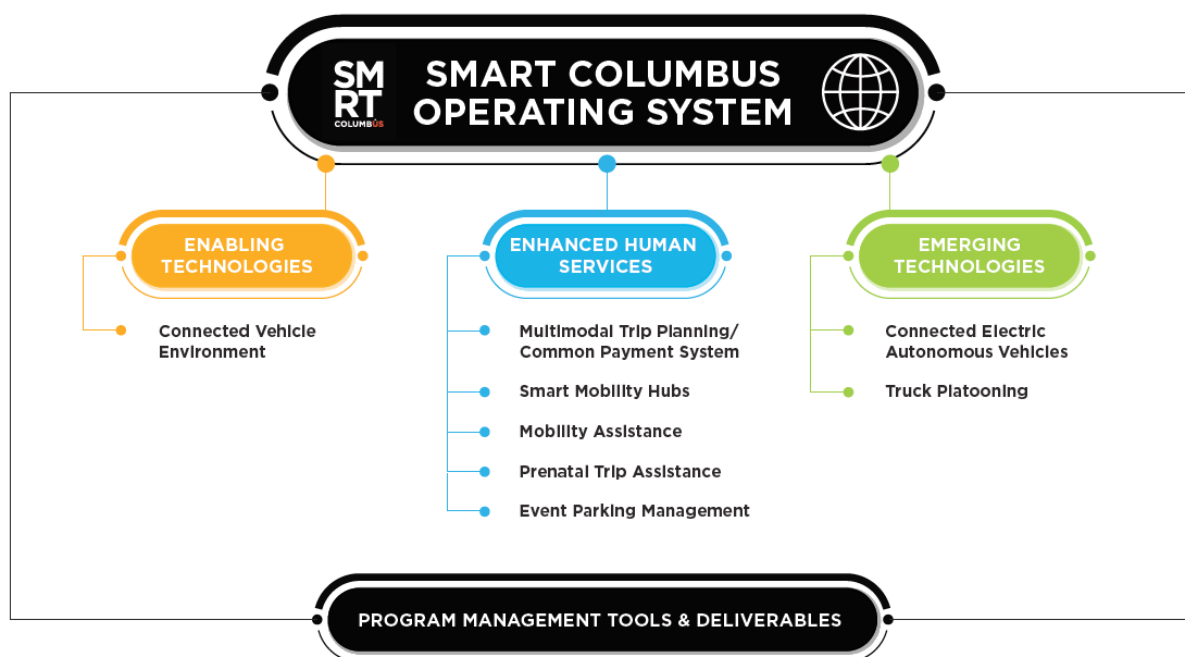 SM
RT
COLUMBUS
SMART COLUMBUS
OPERATING SYSTEM
ENABLING
TECHNOLOGIES
Connected Vehicle
Environment
ENHANCED HUMAN
SERVICES
Multimodal Trip Planning/
Common Payment System
Smart Mobility Hubs
Mobility Assistance
Prenatal Trip Assistance
Event Parking Management
EMERGING
TECHNOLOGIES
Connected Electric
Autonomous Vehicles
Truck Platooning
PROGRAM MANAGEMENT TOOLS & DELIVERABLES